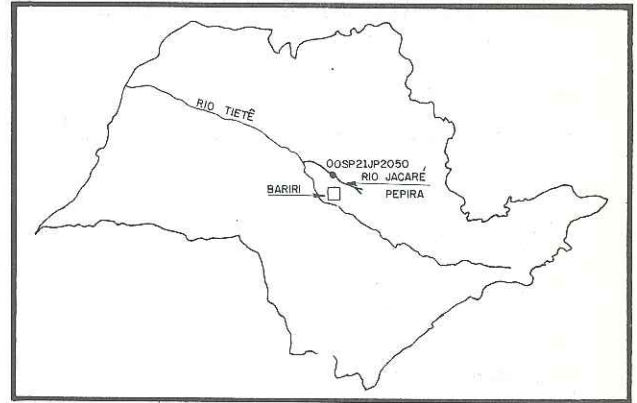 RIO TIETÊ
00SP21JP2050
RIO JACARÉ
PEPIRA
BARIRI